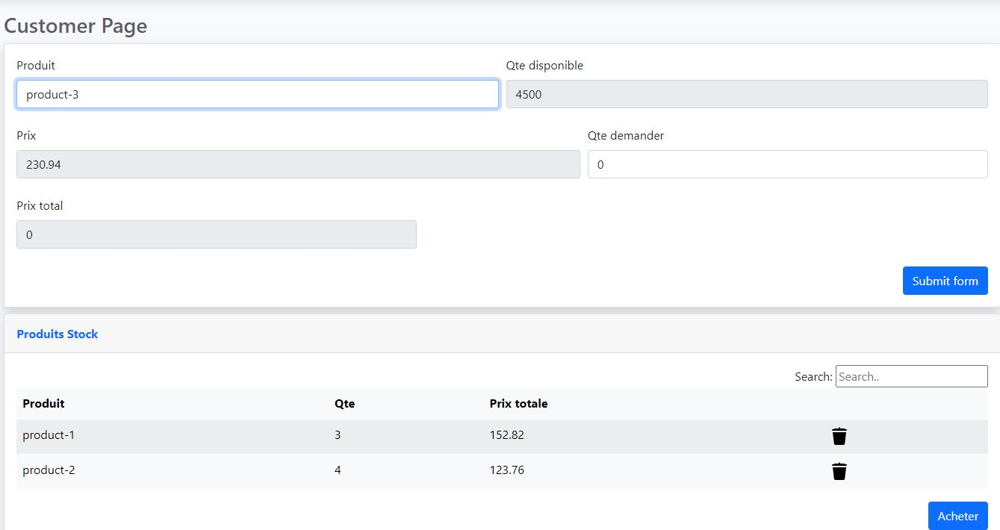 Customer Page
Produit Qte disponible
product-3 4500
Prix Qte demander
230.94 0
Prix total
0
Submit form
Produits Stock
Search: Search..
Produit Qte Prix totale
product-1 3 152.82
product-2 4 123.76
Acheter